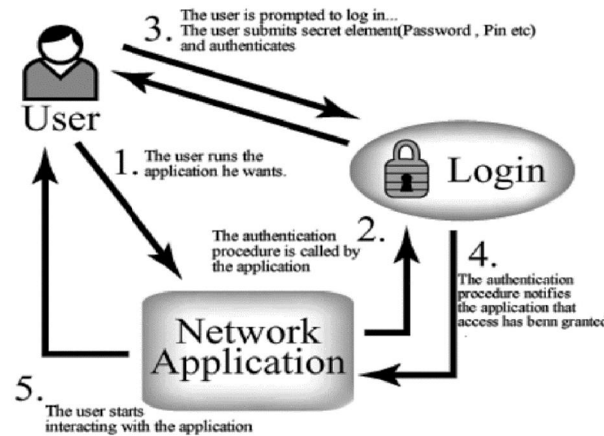 3. The user is prompted to log in...
The user submits secret element(Password , Pin etc)
and authenticates
User
1. The user runs the
application he wants.
Login
2. The authentication
procedure is called by
the application
4.
The authentication
procedure notifies
the application that
access has benn granted
.
Network
Application
5.
The user starts
interacting with the application